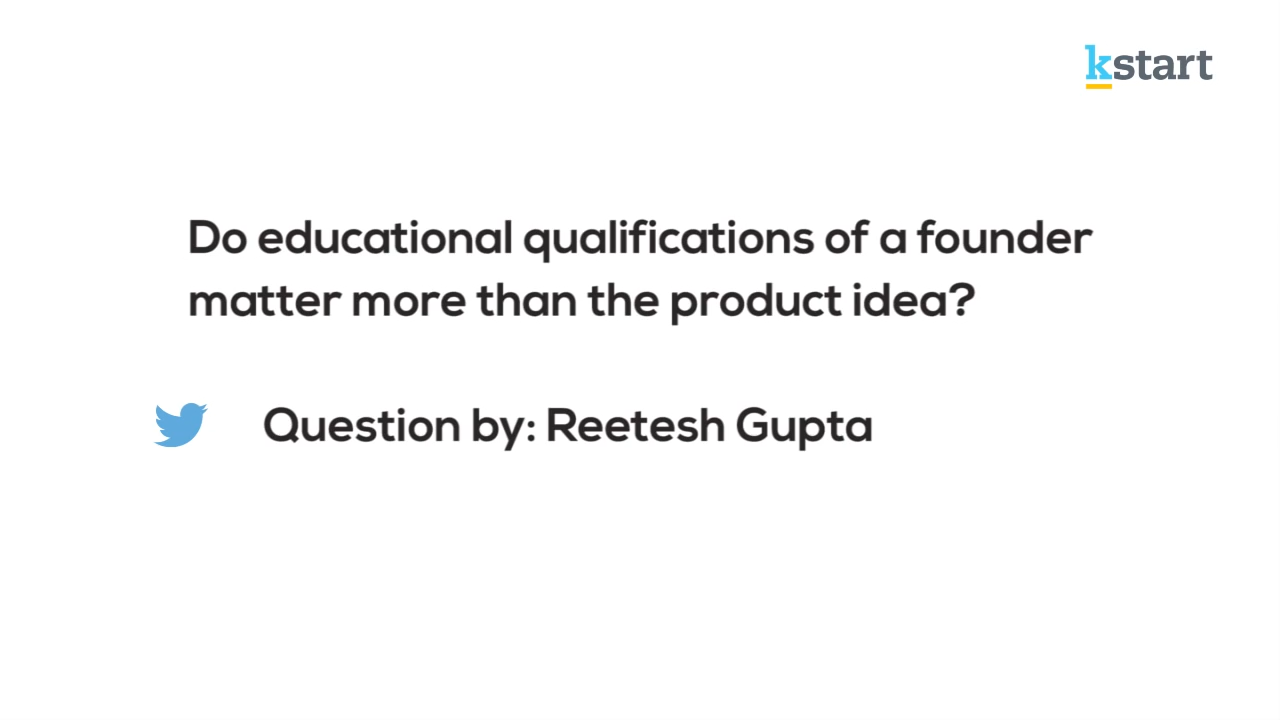 kstart
Do educational qualifications of a founder
matter more than the product idea?
Question by: Reetesh Gupta